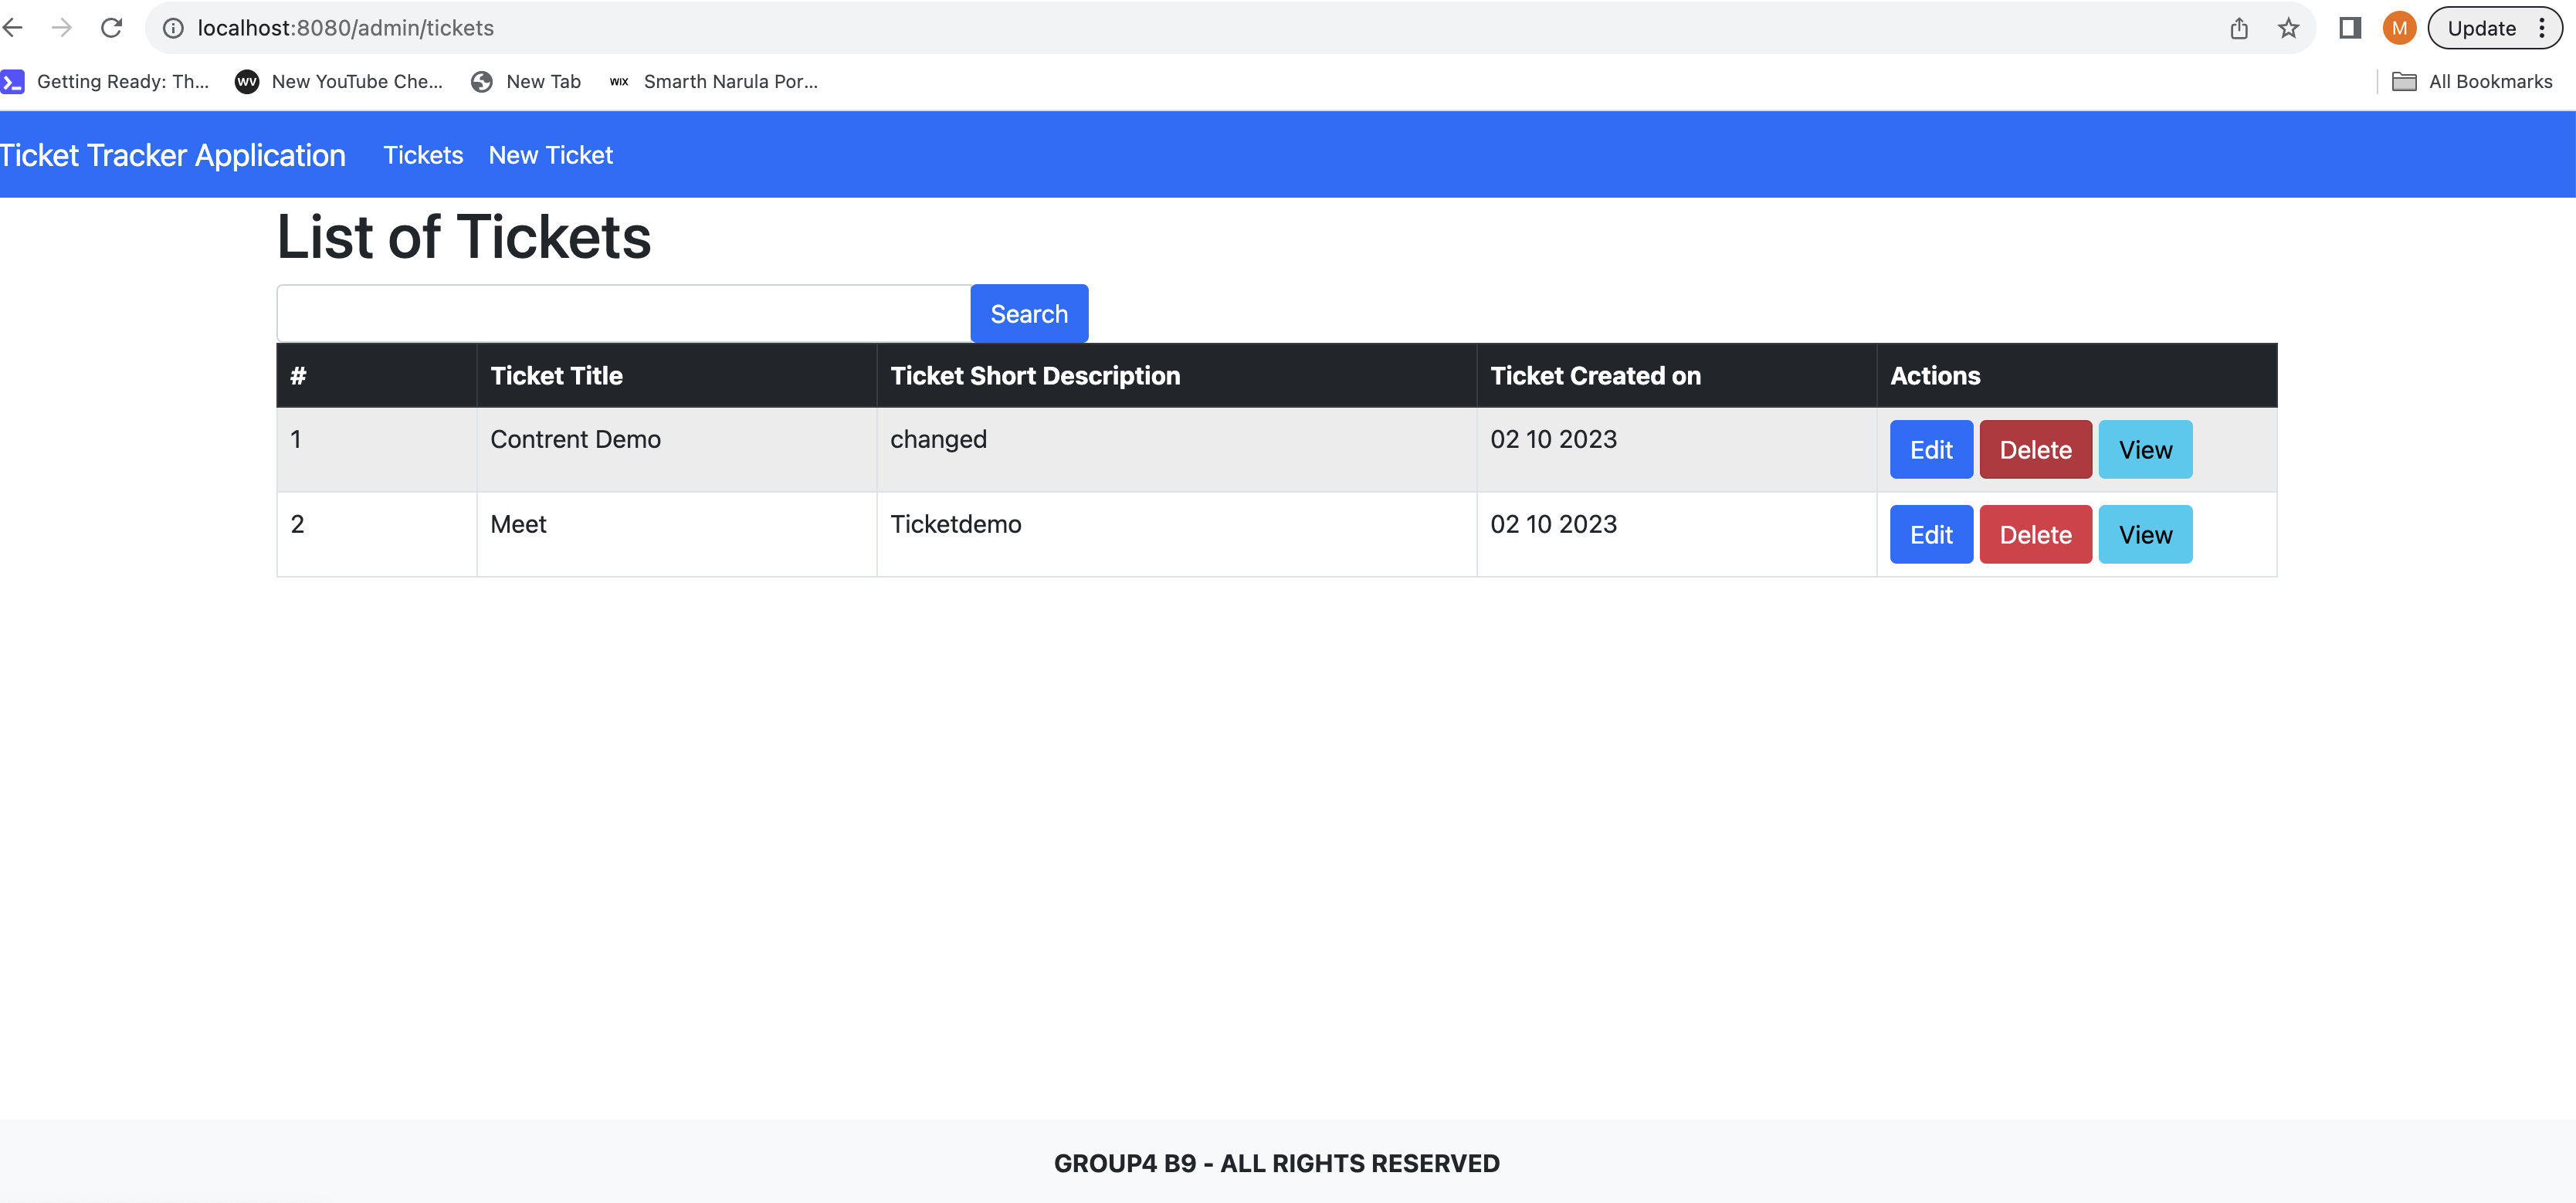 localhost:8080/admin/tickets
M
Update
Getting Ready: Th...
WV New YouTube Che...
New Tab
WIX Smarth Narula Por...
All Bookmarks
Ticket Tracker Application Tickets New Ticket
List of Tickets
Search
# Ticket Title Ticket Short Description Ticket Created on Actions
1 Contrent Demo changed 02 10 2023 Edit Delete View
2 Meet Ticketdemo 02 10 2023 Edit Delete View
GROUP4 B9 - ALL RIGHTS RESERVED